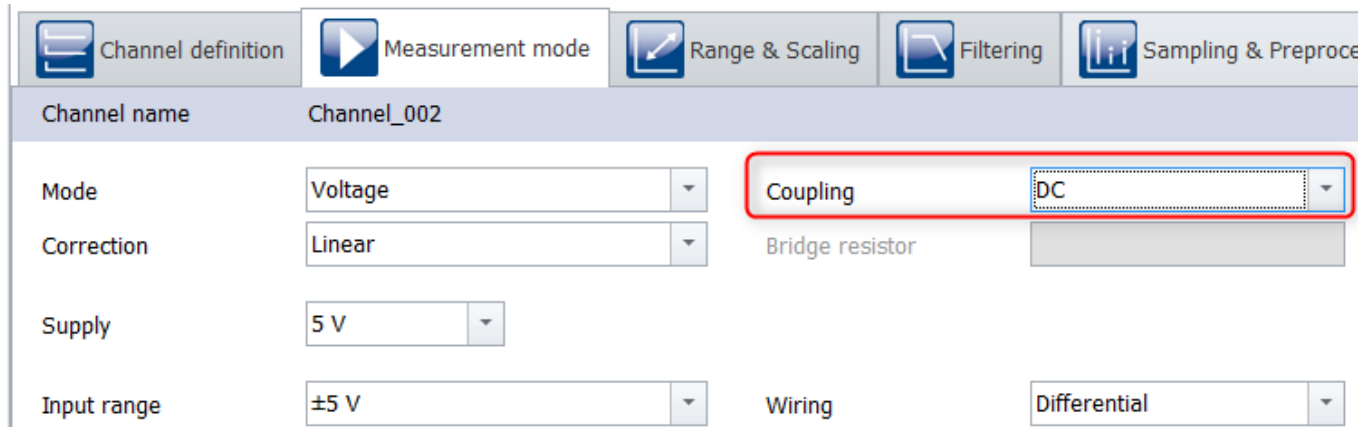 Channel definition Measurement mode Range & Scaling Filtering Sampling & Preproce
Channel name Channel_002
Mode Voltage Coupling DC
Correction Linear Bridge resistor
Supply 5 V
Input range ±5 V Wiring Differential